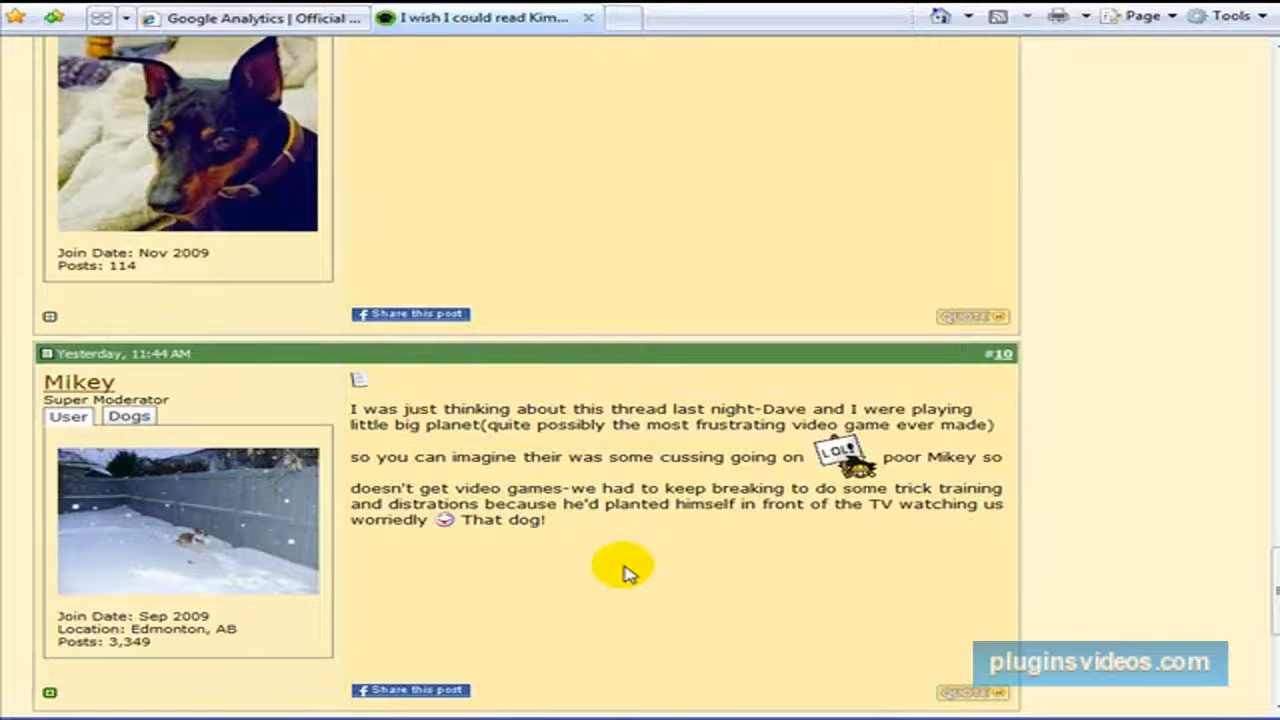 Google Analytics | Official ...
I wish I could read Kim...
Page
Tools
Join Date: Nov 2009
Posts: 114
Share this post
QUOTE
Yesterday, 11:44 AM
#10
Mikey
Super Moderator
User
Dogs
I was just thinking about this thread last night-Dave and I were playing
little big planet(quite possibly the most frustrating video game ever made)
so you can imagine their was some cussing going on LOL! poor Mikey so
doesn't get video games-we had to keep breaking to do some trick training
and distrations because he'd planted himself in front of the TV watching us
worriedly That dog!
Join Date: Sep 2009
Location: Edmonton, AB
Posts: 3,349
pluginsvideos.com
Share this post
QUOTE